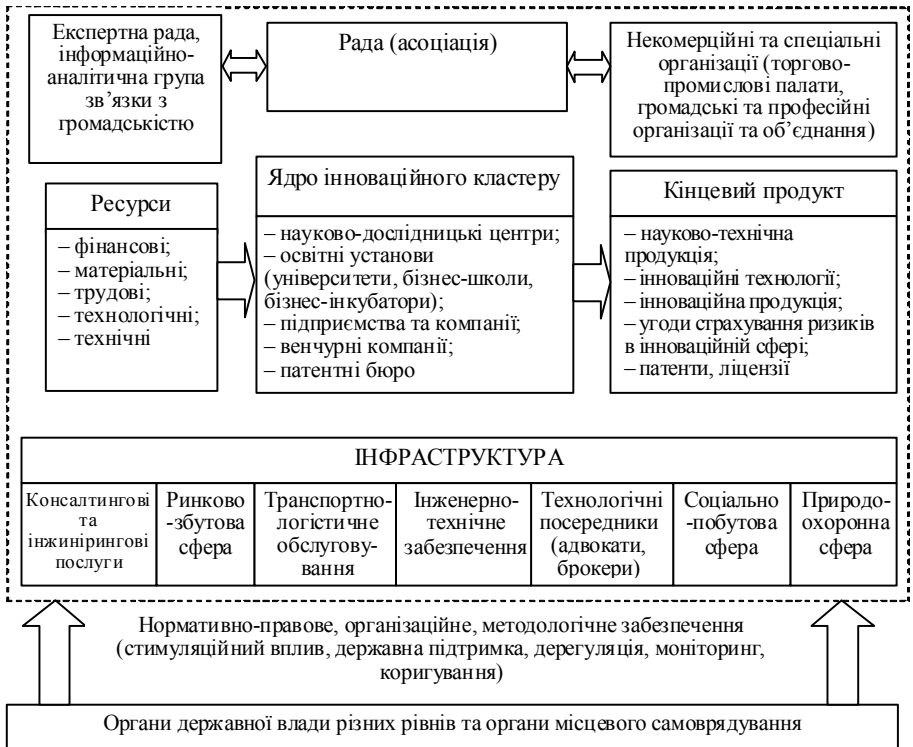 Експертна рада,
інформаційно-
аналітична група
зв’язки з
громадськістю
Рада (асоціація)
Некомерційні та спеціальні
організації (торгово-
промислові палати,
громадські та професійні
організації та об’єднання)
Ресурси
– фінансові;
– матеріальні;
– трудові;
– технологічні;
– технічні
Ядро інноваційного кластеру
– науково-дослідницькі центри;
– освітні установи
(університети, бізнес-школи,
бізнес-інкубатори);
– підприємства та компанії;
– венчурні компанії;
– патентні бюро
Кінцевий продукт
– науково-технічна
продукція;
– інноваційні технології;
– інноваційна продукція;
– угоди страхування ризиків
в інноваційній сфері;
– патенти, ліцензії
ІНФРАСТРУКТУРА
Консалтингові
та
інжинірингові
послуги
Ринково
-збутова
сфера
Транспортно-
логістичне
обслугову-
вання
Інженерно-
технічне
забезпечення
Технологічні
посередники
(адвокати,
брокери)
Соціально
-побутова
сфера
Природо-
охоронна
сфера
Нормативно-правове, організаційне, методологічне забезпечення
(стимуляційний вплив, державна підтримка, дерегуляція, моніторинг,
коригування)
Органи державної влади різних рівнів та органи місцевого самоврядування